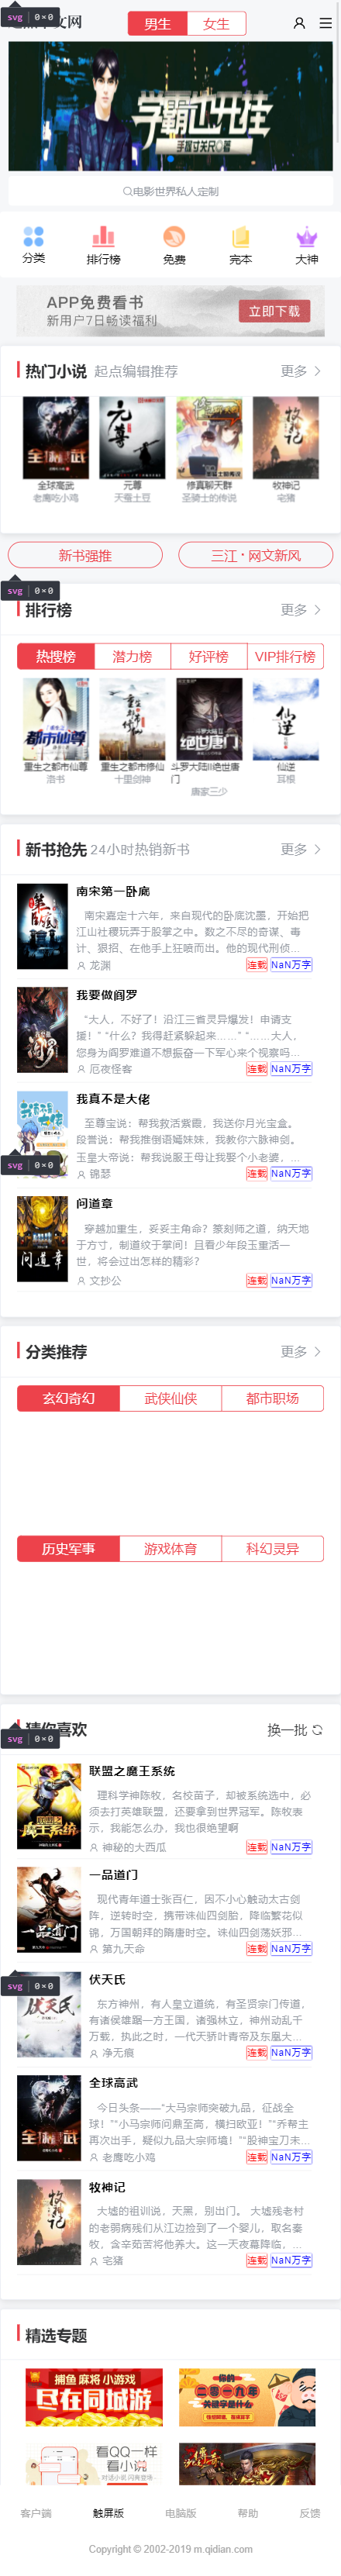 svg 0×0
文网
男生
女生
学霸也开挂
手握寸关尺◎著
电影世界私人定制
分类
排行榜
免费
完本
大神
APP免费看书
新用户7日畅读福利
立即下载
热门小说 起点编辑推荐
更多
全球高武
老鹰吃小鸡
元尊
天蚕土豆
修真聊天群
圣骑士的传说
牧神记
宅猪
新书强推
三江·网文新风
svg 0×0
排行榜
更多
热搜榜
潜力榜
好评榜
VIP排行榜
重生之都市仙尊
洛书
重生之都市修仙
十里剑神
斗罗大陆II绝世唐门
唐家三少
仙逆
耳根
新书抢先 24小时热销新书
更多
南宋第一卧底
南宋嘉定十六年，来自现代的卧底沈墨，开始把
江山社稷玩弄于股掌之中。数之不尽的奇谋、毒
计、狠招、在他手上狂喷而出。他的现代刑侦...
龙渊
连载 NaN万字
我要做阎罗
“大人，不好了！沿江三省灵异爆发！申请支
援！” “什么？我得赶紧躲起来……” “……大人，
您身为阎罗难道不想振奋一下军心来个视察吗...
厄夜怪客
连载 NaN万字
我真不是大佬
至尊宝说：帮我救活紫霞，我送你月光宝盒。
段誉说：帮我推倒语嫣妹妹，我教你六脉神剑。
玉皇大帝说：帮我说服王母让我娶个小老婆，...
锦瑟
连载 NaN万字
svg 0×0
问道章
穿越加重生，妥妥主角命？篆刻师之道，纳天地
于方寸，制道纹于掌间！且看少年段玉重活一
世，将会过出怎样的精彩？
文抄公
连载 NaN万字
分类推荐
更多
玄幻奇幻
武侠仙侠
都市职场
历史军事
游戏体育
科幻灵异
猜你喜欢
换一批
svg 0×0
联盟之魔王系统
理科学神陈牧，名校苗子，却被系统选中，必
须去打英雄联盟，还要拿到世界冠军。陈牧表
示，我能怎么办，我也很绝望啊
神秘的大西瓜
连载 NaN万字
一品道门
现代青年道士张百仁，因不小心触动太古剑
阵，逆转时空，携带诛仙四剑胎，降临繁花似
锦，万国朝拜的隋唐时空。诛仙四剑荡妖邪...
第九天命
连载 NaN万字
svg 0×0
伏天氏
东方神州，有人皇立道统，有圣贤宗门传道，
有诸侯雄踞一方王国，诸强林立，神州动乱千
万载，执此之时，一代天骄叶青帝及东凰大...
净无痕
连载 NaN万字
全球高武
今日头条——“大马宗师突破九品，征战全
球！”“小马宗师问鼎至高，横扫欧亚！”“乔帮主
再次出手，疑似九品大宗师境！”“股神宝刀未...
老鹰吃小鸡
连载 NaN万字
牧神记
大墟的祖训说，天黑，别出门。 大墟残老村
的老弱病残们从江边捡到了一个婴儿，取名秦
牧，含辛茹苦将他养大。这一天夜幕降临，...
宅猪
连载 NaN万字
精选专题
捕鱼 麻将 小游戏
尽在同城游
你的
二零一九年
关键字是什么
看QQ一样
看小说
客户端
触屏版
电脑版
帮助
反馈
Copyright © 2002-2019 m.qidian.com